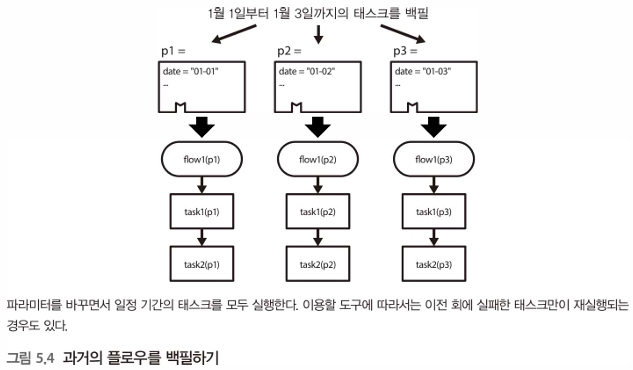 1월 1일부터 1월 3일까지의 태스크를 백필
p1 = p2 = p3 =
date = "01-01" date = "01-02" date = "01-03"
... ... ...
flow1(p1) flow1(p2) flow1(p3)
task1(p1) task1(p2) task1(p3)
task2(p1) task2(p2) task2(p3)
파라미터를 바꾸면서 일정 기간의 태스크를 모두 실행한다. 이용할 도구에 따라서는 이전 회에 실패한 태스크만이 재실행되는
경우도 있다.
그림 5.4 과거의 플로우를 백필하기